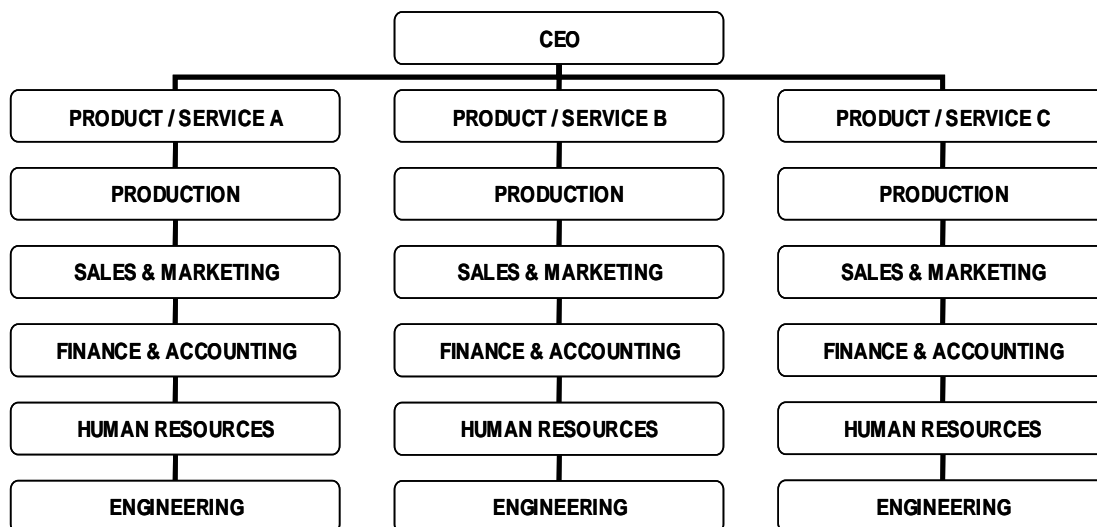 CEO
PRODUCT / SERVICE A
PRODUCT / SERVICE B
PRODUCT / SERVICE C
PRODUCTION
PRODUCTION
PRODUCTION
SALES & MARKETING
SALES & MARKETING
SALES & MARKETING
FINANCE & ACCOUNTING
FINANCE & ACCOUNTING
FINANCE & ACCOUNTING
HUMAN RESOURCES
HUMAN RESOURCES
HUMAN RESOURCES
ENGINEERING
ENGINEERING
ENGINEERING